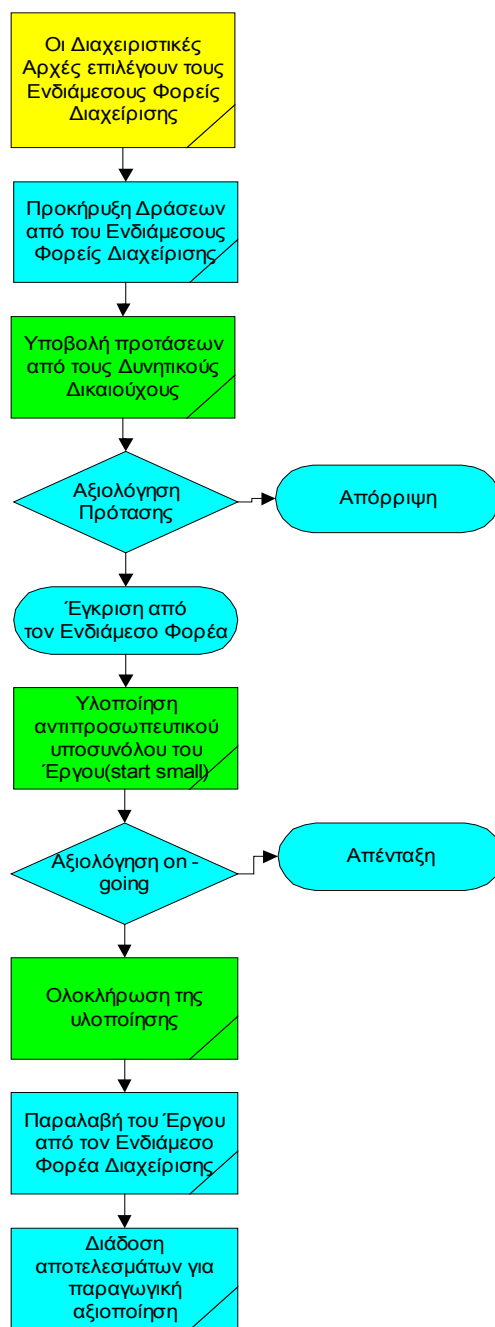 Οι Διαχειριστικές
Αρχές επιλέγουν τους
Ενδιάμεσους Φορείς
Διαχείρισης
Προκήρυξη Δράσεων
από του Ενδιάμεσους
Φορείς Διαχείρισης
Υποβολή προτάσεων
από τους Δυνητικούς
Δικαιούχους
Αξιολόγηση
Πρότασης
Απόρριψη
Έγκριση από
τον Ενδιάμεσο Φορέα
Υλοποίηση
αντιπροσωπευτικού
υποσυνόλου του
Έργου(start small)
Αξιολόγηση on -
going
Απένταξη
Ολοκλήρωση της
υλοποίησης
Παραλαβή του Έργου
από τον Ενδιάμεσο
Φορέα Διαχείρισης
Διάδοση
αποτελεσμάτων για
παραγωγική
αξιοποίηση